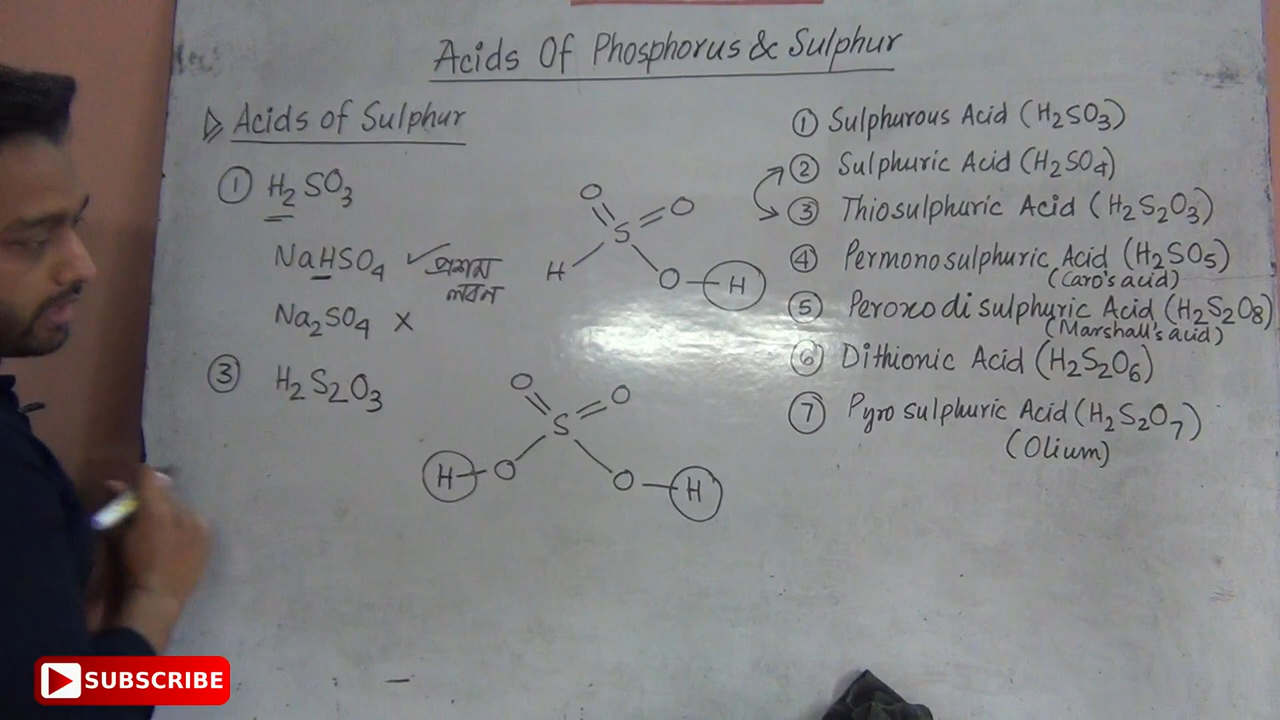 Acids Of Phosphorus & Sulphur
Acids of Sulphur
① H2SO3
NaHSO4 ✓ প্রশম
লবন
Na2SO4 ×
O
O
S
H
O — H
③ H2S2O3
O
O
S
H — O
O — H
① Sulphurous Acid (H2SO3)
② Sulphuric Acid (H2SO4)
③ Thiosulphuric Acid (H2S2O3)
④ Permonosulphuric Acid (H2SO5)
(Caro's acid)
⑤ Peroxodisulphuric Acid (H2S2O8)
(Marshall's acid)
⑥ Dithionic Acid (H2S2O6)
⑦ Pyrosulphuric Acid (H2S2O7)
(Olium)
SUBSCRIBE